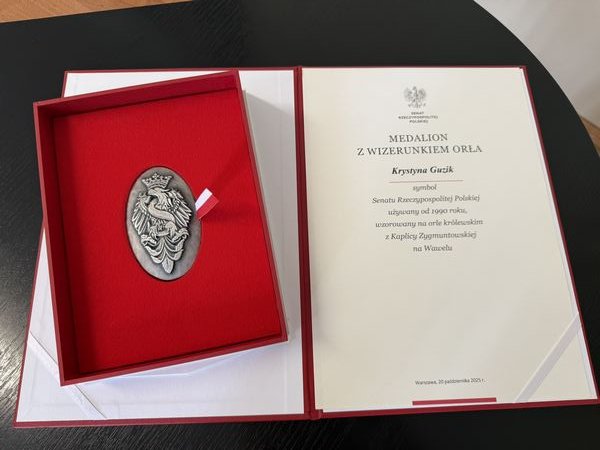 SENAT
RZECZYPOSPOLITEJ
POLSKIEJ
MEDALION
Z WIZERUNKIEM ORŁA
Krystyna Guzik
symbol
Senatu Rzeczypospolitej Polskiej
używany od 1990 roku,
wzorowany na orle królewskim
z Kaplicy Zygmuntowskiej
na Wawelu
Warszawa, 20 października 2025 r.